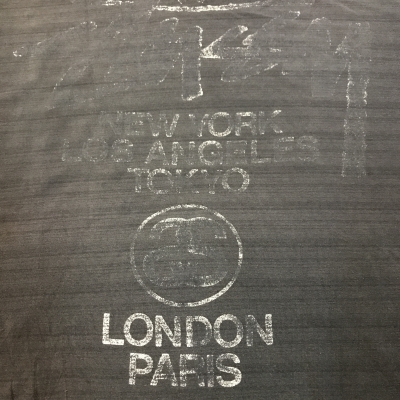 NEW YORK
LOS ANGELES
TOKYO
LONDON
PARIS